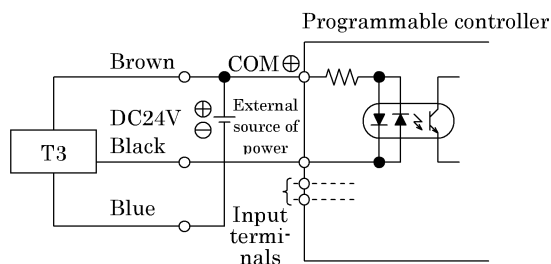 Programmable controller
Brown
COM⊕
DC24V
⊕
⊖
External
source of
power
T3
Black
Blue
Input
termi-
nals